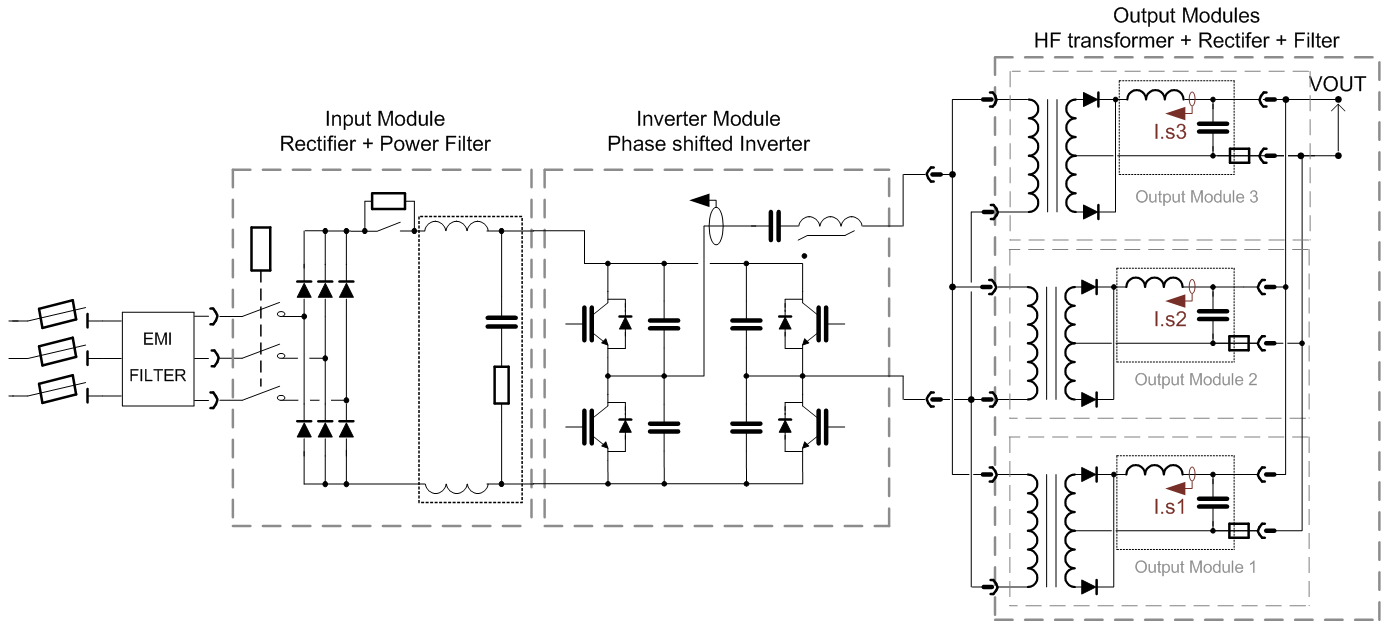 Output Modules
HF transformer + Rectifer + Filter
Input Module
Rectifier + Power Filter
Inverter Module
Phase shifted Inverter
VOUT
I.s3
Output Module 3
EMI
FILTER
I.s2
Output Module 2
I.s1
Output Module 1